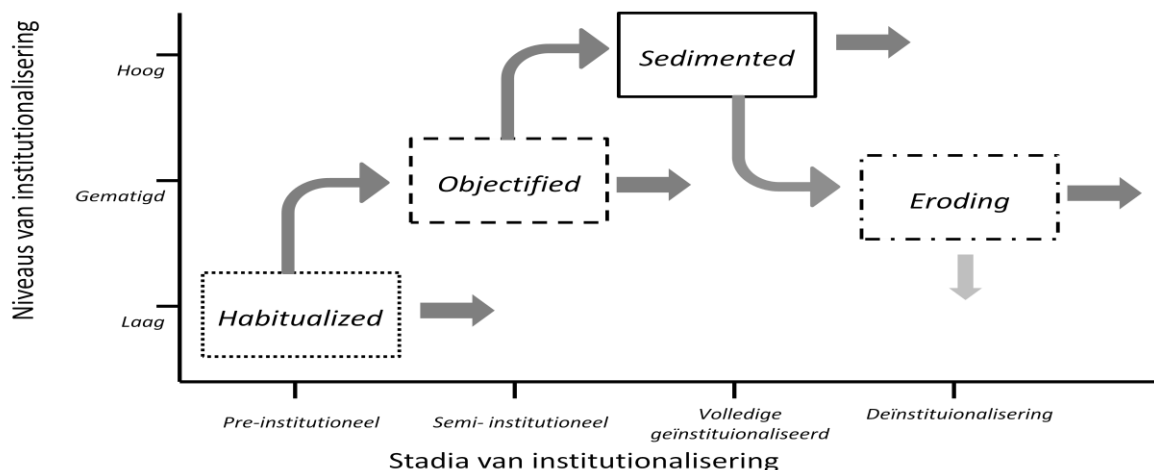 Niveaus van institutionalisering
Hoog
Gematigd
Laag
Sedimented
Objectified
Eroding
Habitualized
Pre-institutioneel
Semi- institutioneel
Volledige
geïnstituionaliseerd
Deïnstituionalisering
Stadia van institutionalisering